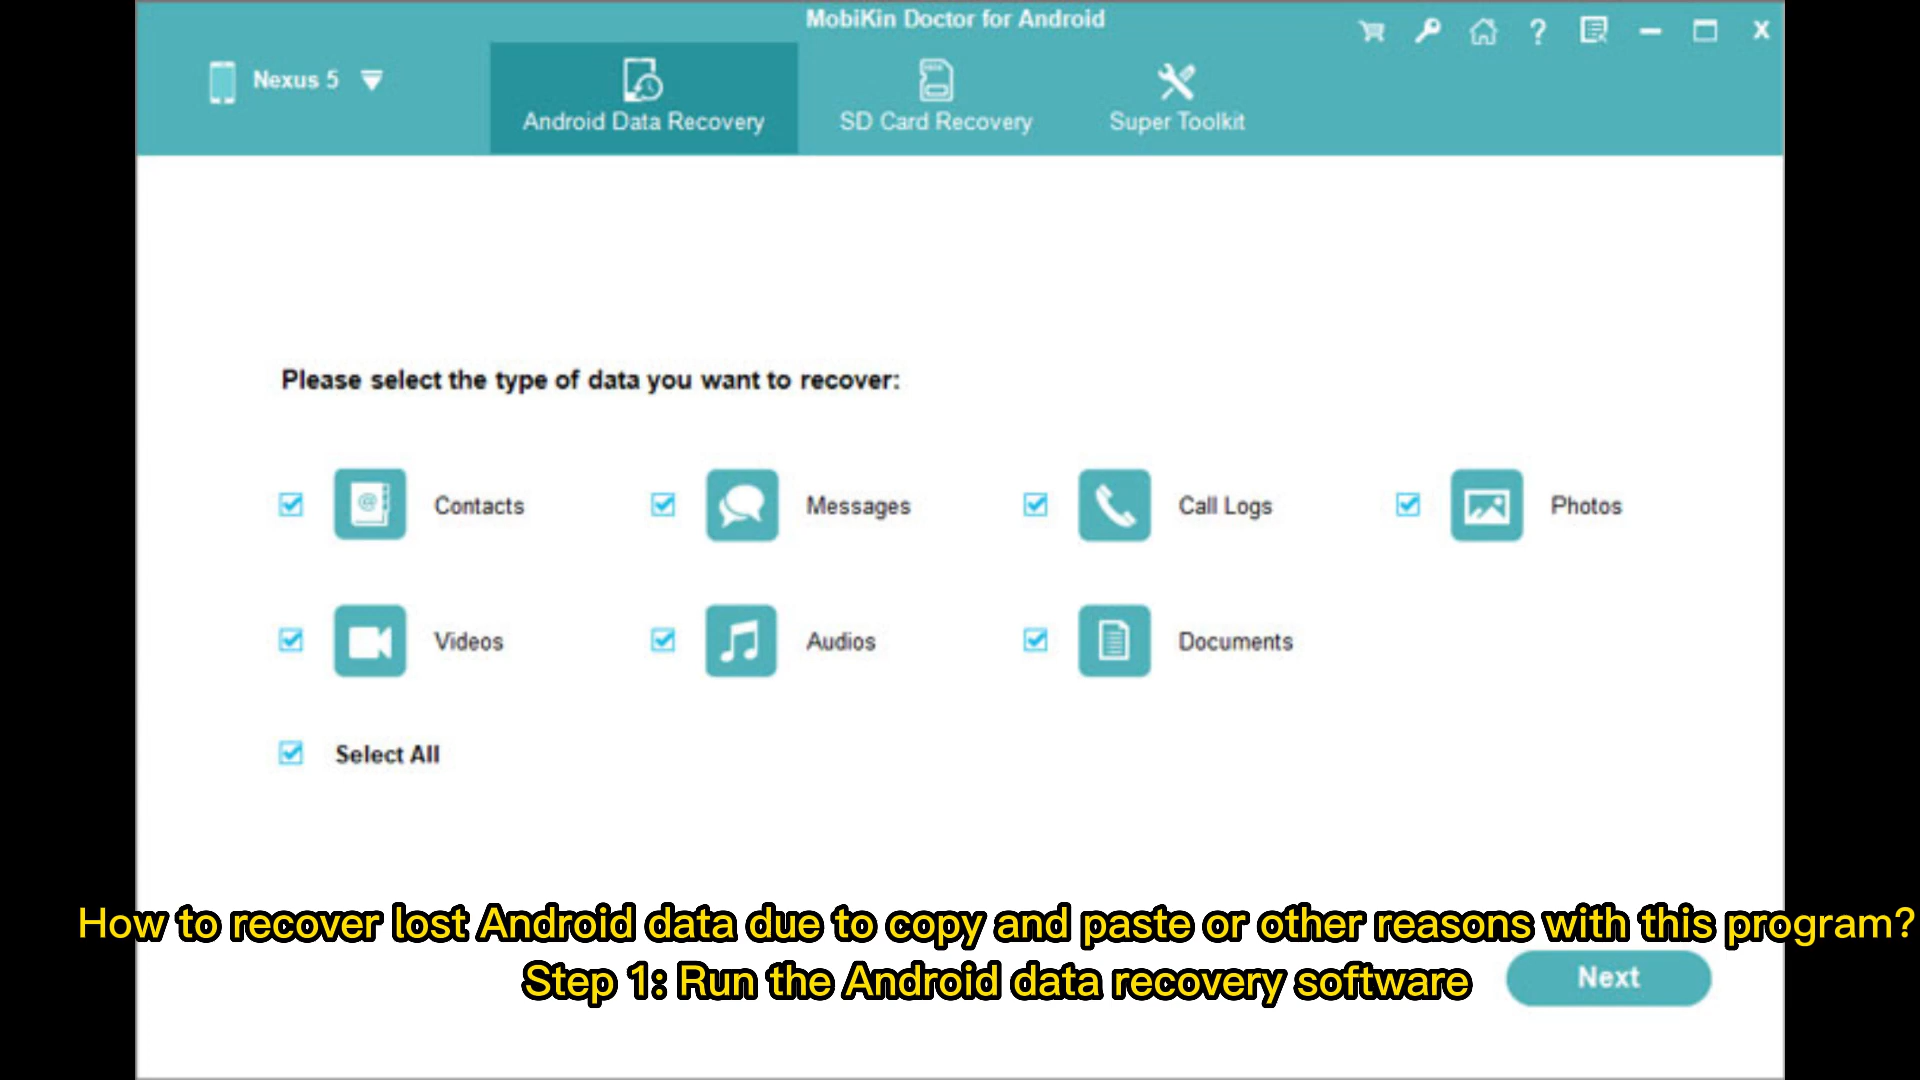 MobiKin Doctor for Android
Nexus 5
Android Data Recovery
SD Card Recovery
Super Toolkit
Please select the type of data you want to recover:
Contacts
Messages
Call Logs
Photos
Videos
Audios
Documents
Select All
How to recover lost Android data due to copy and paste or other reasons with this program?
Step 1: Run the Android data recovery software
Next